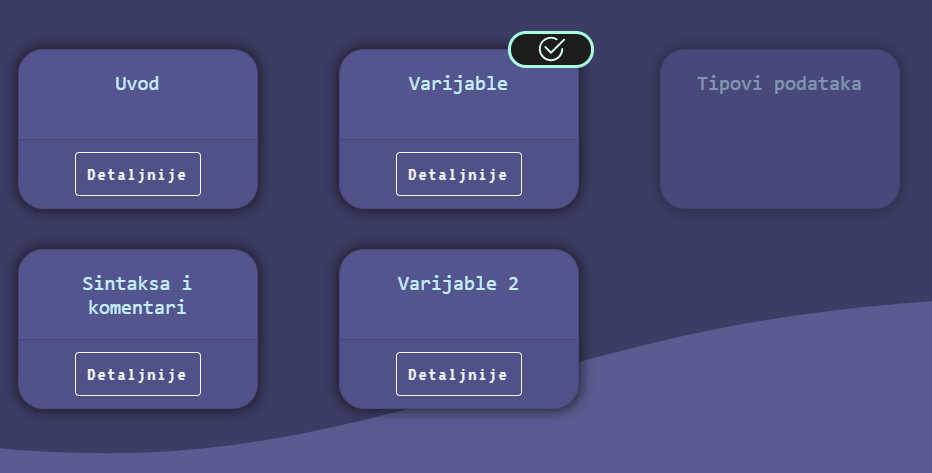 Uvod
Detaljnije
Varijable
Detaljnije
Tipovi podataka
Sintaksa i
komentari
Detaljnije
Varijable 2
Detaljnije